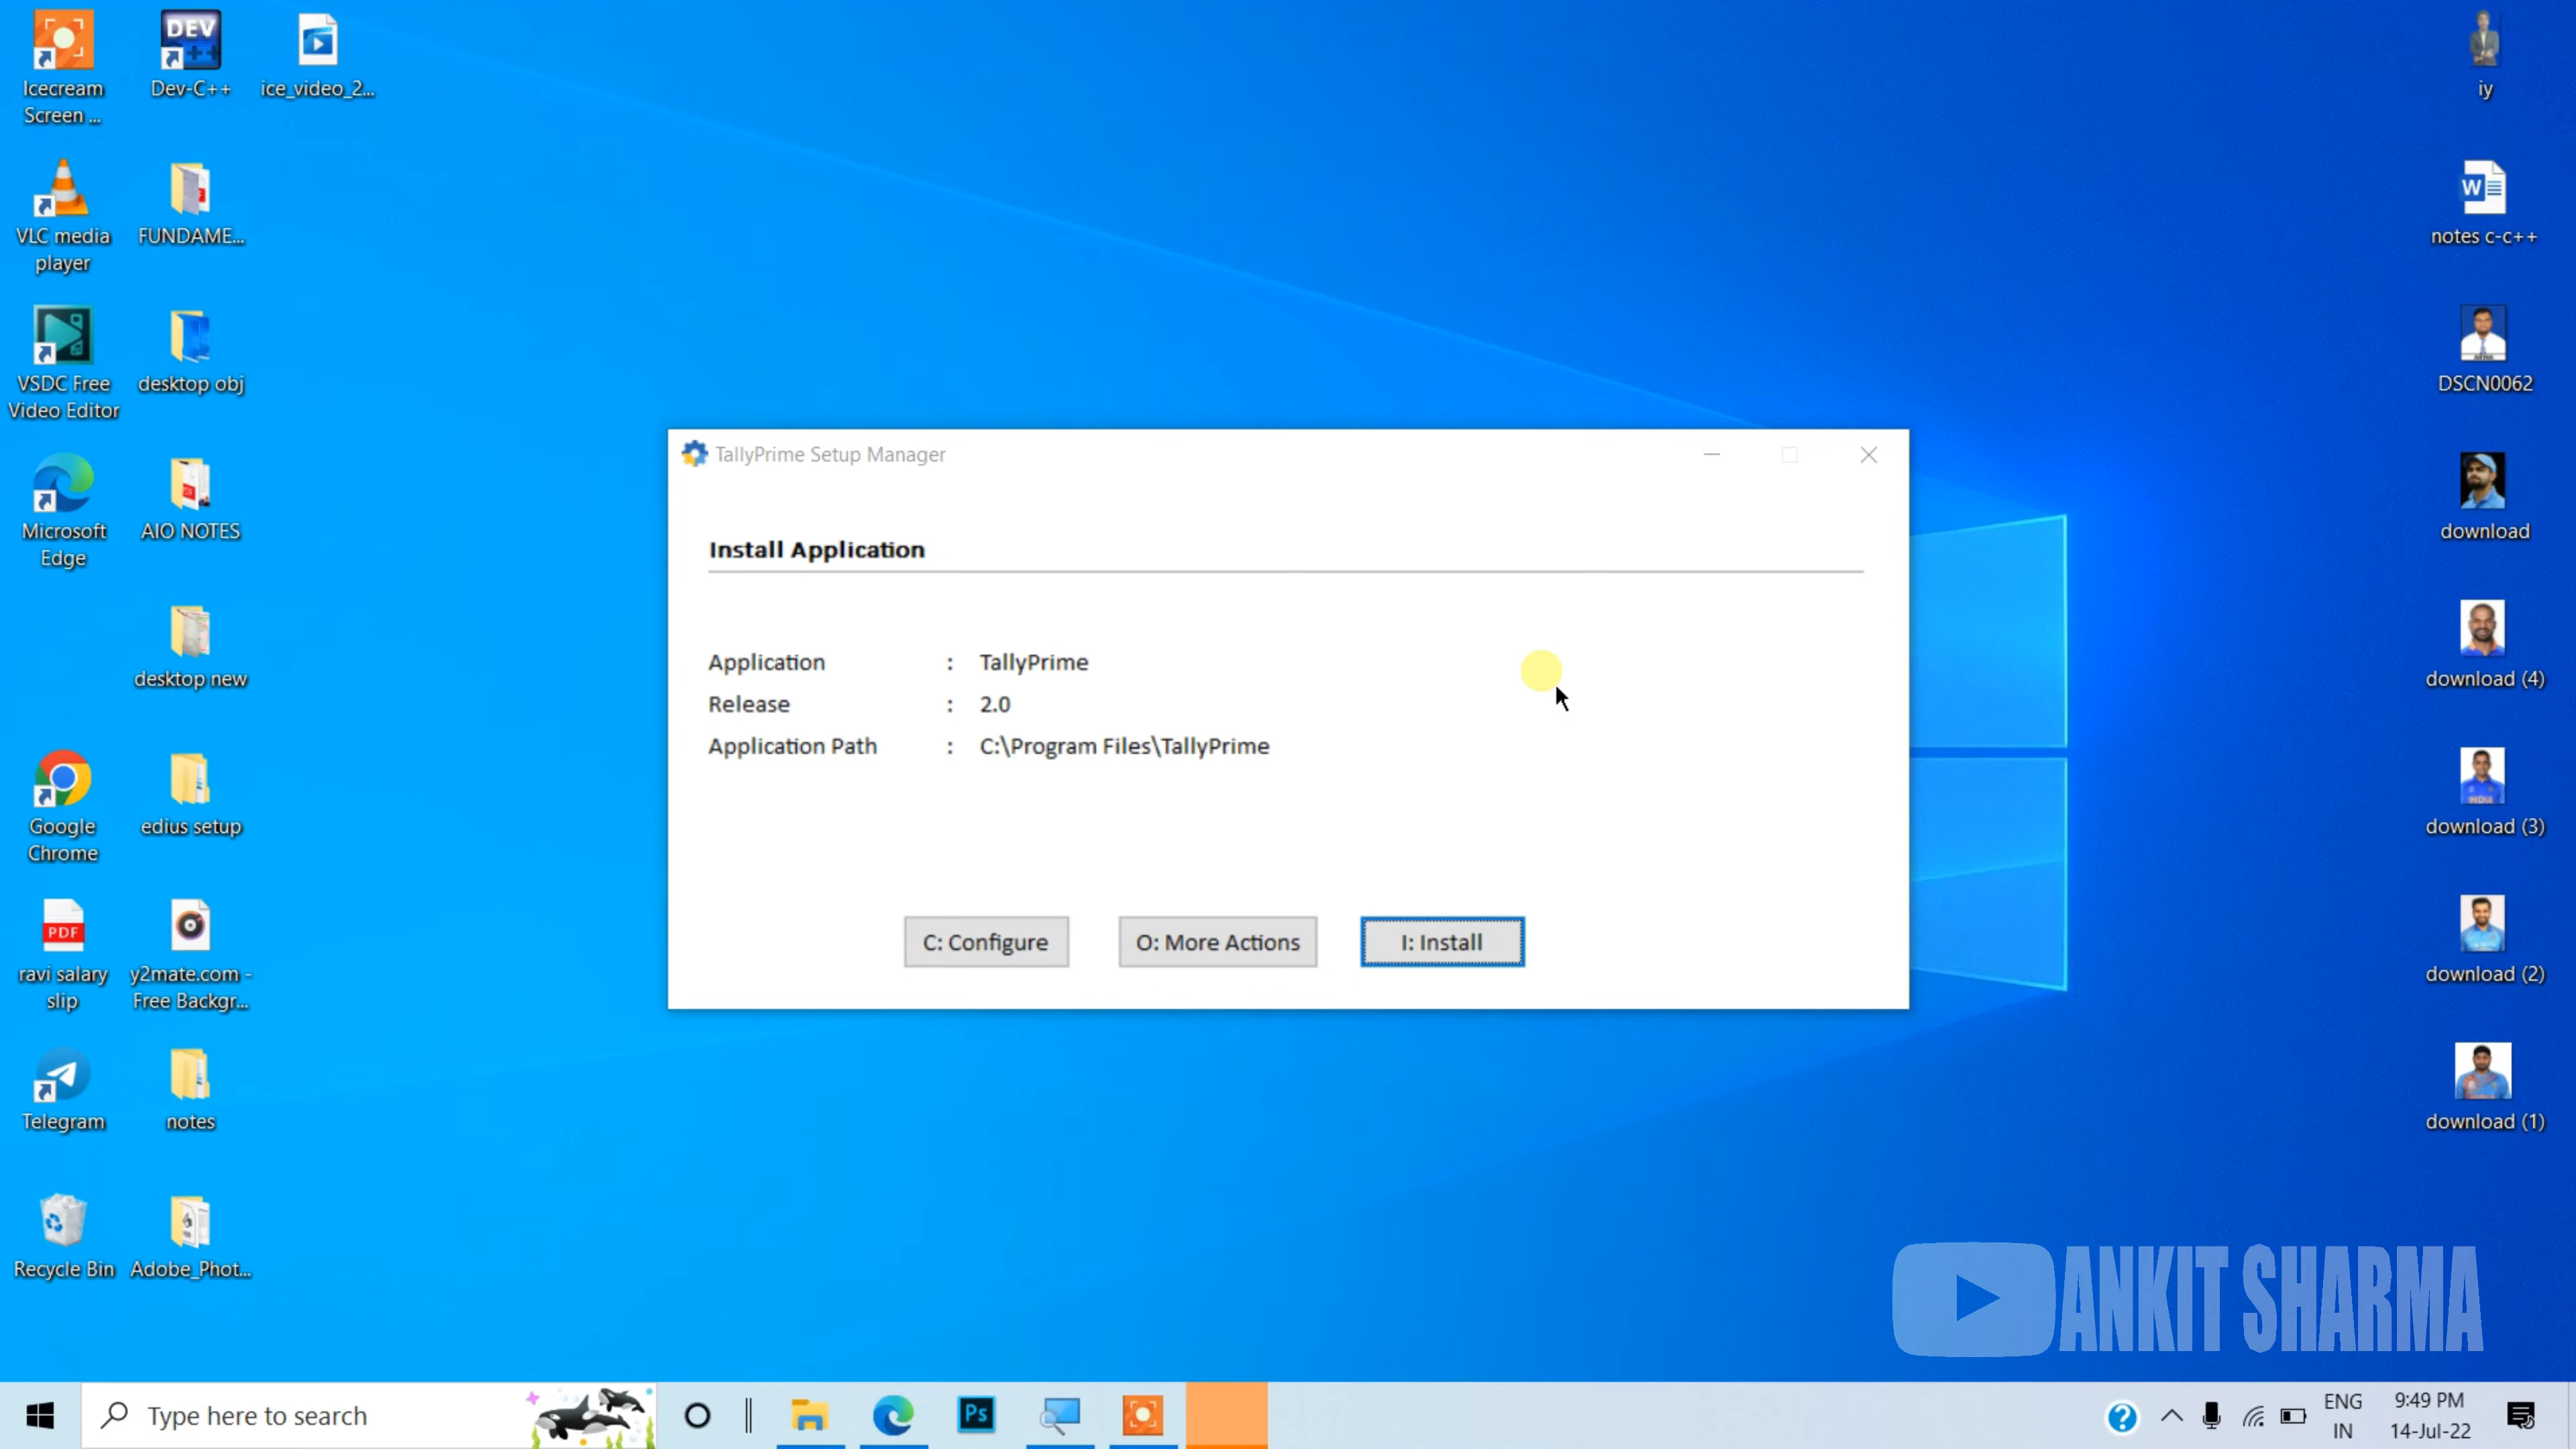 Icecream
Screen ...
Dev-C++
ice_video_2...
VLC media
player
FUNDAME...
VSDC Free
Video Editor
desktop obj
Microsoft
Edge
AIO NOTES
desktop new
Google
Chrome
edius setup
ravi salary
slip
y2mate.com -
Free Backgr...
Telegram
notes
Recycle Bin
Adobe_Phot...
DEV
PDF
TallyPrime Setup Manager
Install Application
Application : TallyPrime
Release : 2.0
Application Path : C:\Program Files\TallyPrime
C: Configure
O: More Actions
I: Install
iy
W
notes c-c++
DSCN0062
download
download (4)
INDIA
download (3)
download (2)
download (1)
ANKIT SHARMA
Type here to search
Ps
ENG
IN
9:49 PM
14-Jul-22